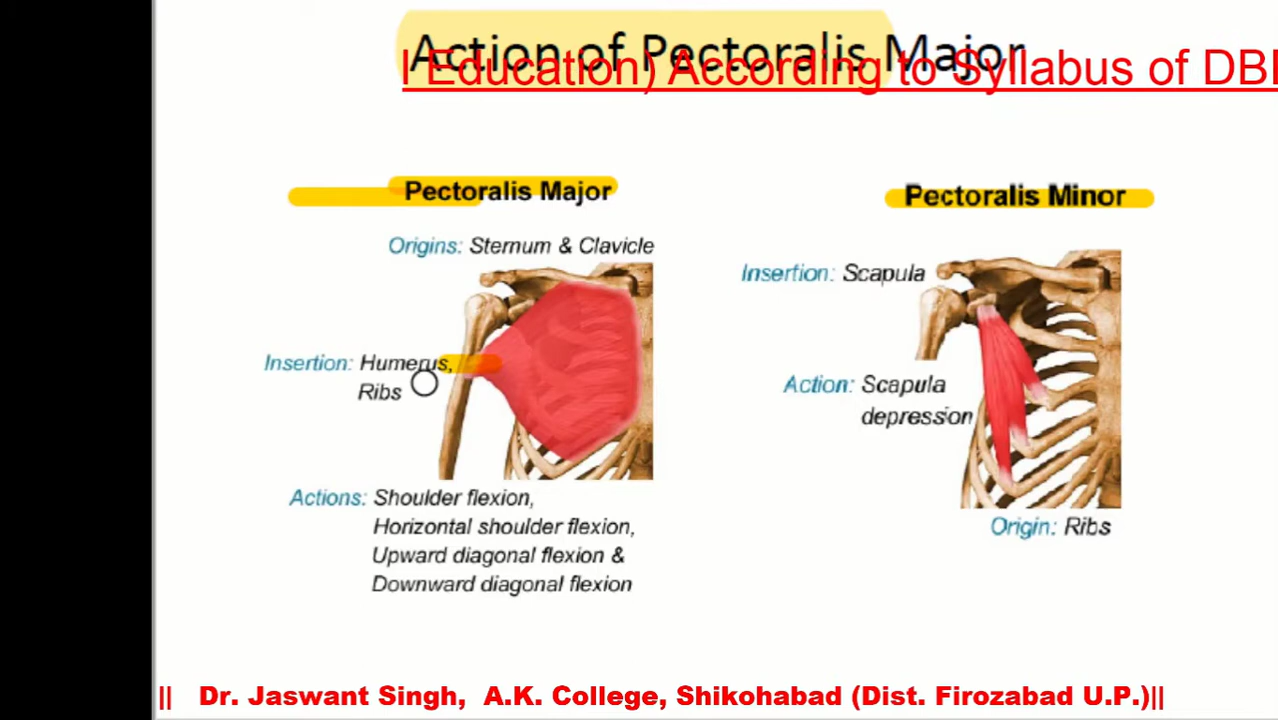 Action of Pectoralis Major
l Education) According to Syllabus of DB
Pectoralis Major
Origins: Sternum & Clavicle
Insertion: Humerus,
Ribs
Actions: Shoulder flexion,
Horizontal shoulder flexion,
Upward diagonal flexion &
Downward diagonal flexion
Pectoralis Minor
Insertion: Scapula
Action: Scapula
depression
Origin: Ribs
|| Dr. Jaswant Singh, A.K. College, Shikohabad (Dist. Firozabad U.P.)||